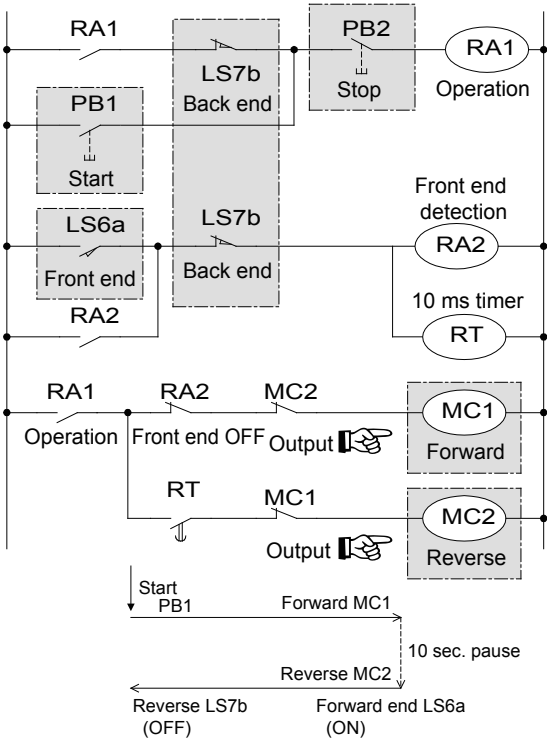 RA1
LS7b
Back end
PB2
Stop
RA1
Operation
PB1
Start
LS6a
Front end
LS7b
Back end
Front end
detection
RA2
RA2
10 ms timer
RT
RA1
Operation
RA2
Front end OFF
MC2
Output
MC1
Forward
RT
MC1
Output
MC2
Reverse
Start
PB1
Forward MC1
10 sec. pause
Reverse MC2
Reverse LS7b
(OFF)
Forward end LS6a
(ON)